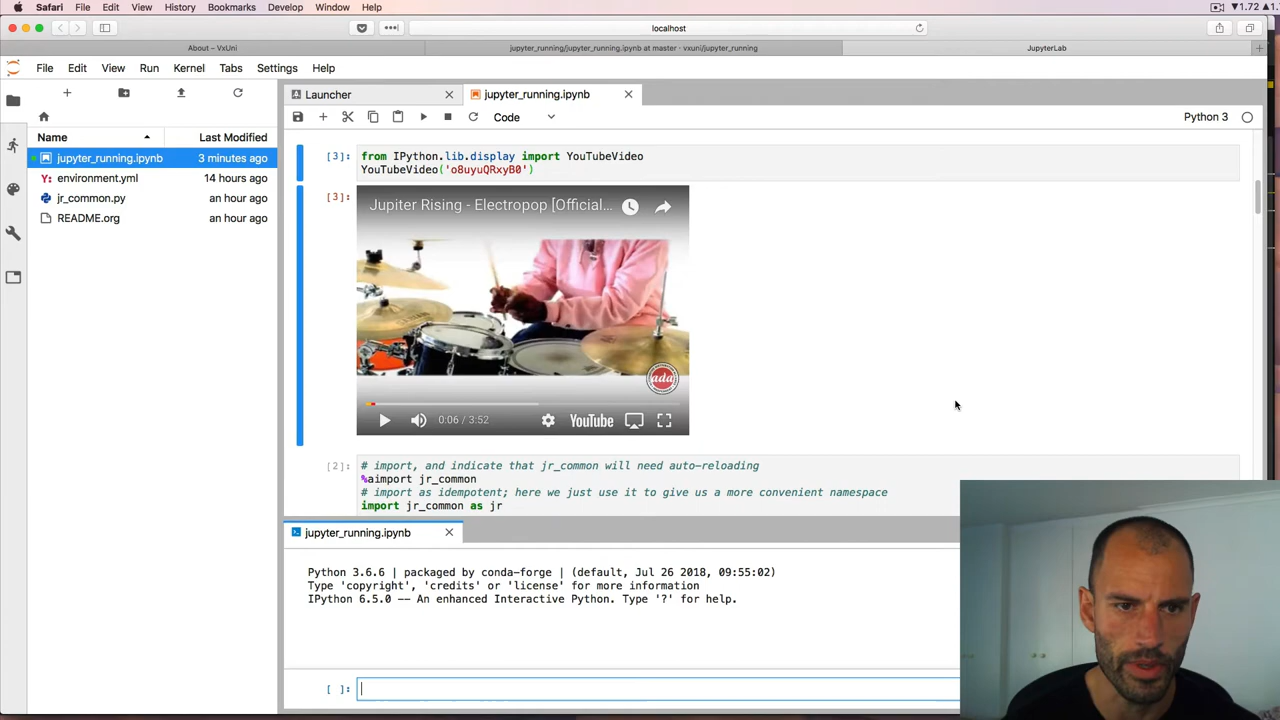 Safari File Edit View History Bookmarks Develop Window Help
1.72
localhost
About – VxUni
jupyter_running/jupyter_running.ipynb at master · vxuni/jupyter_running
JupyterLab
File Edit View Run Kernel Tabs Settings Help
Launcher
jupyter_running.ipynb
Code
Python 3
Name Last Modified
jupyter_running.ipynb 3 minutes ago
environment.yml 14 hours ago
jr_common.py an hour ago
README.org an hour ago
[3]: from IPython.lib.display import YouTubeVideo
YouTubeVideo('o8uyuQRxyB0')
[3]:
Jupiter Rising - Electropop [Official...
ada
0:06 / 3:52
YouTube
[2]: # import, and indicate that jr_common will need auto-reloading
%aimport jr_common
# import as idempotent; here we just use it to give us a more convenient namespace
import jr_common as jr
jupyter_running.ipynb
Python 3.6.6 | packaged by conda-forge | (default, Jul 26 2018, 09:55:02)
Type 'copyright', 'credits' or 'license' for more information
IPython 6.5.0 -- An enhanced Interactive Python. Type '?' for help.
[ ]: